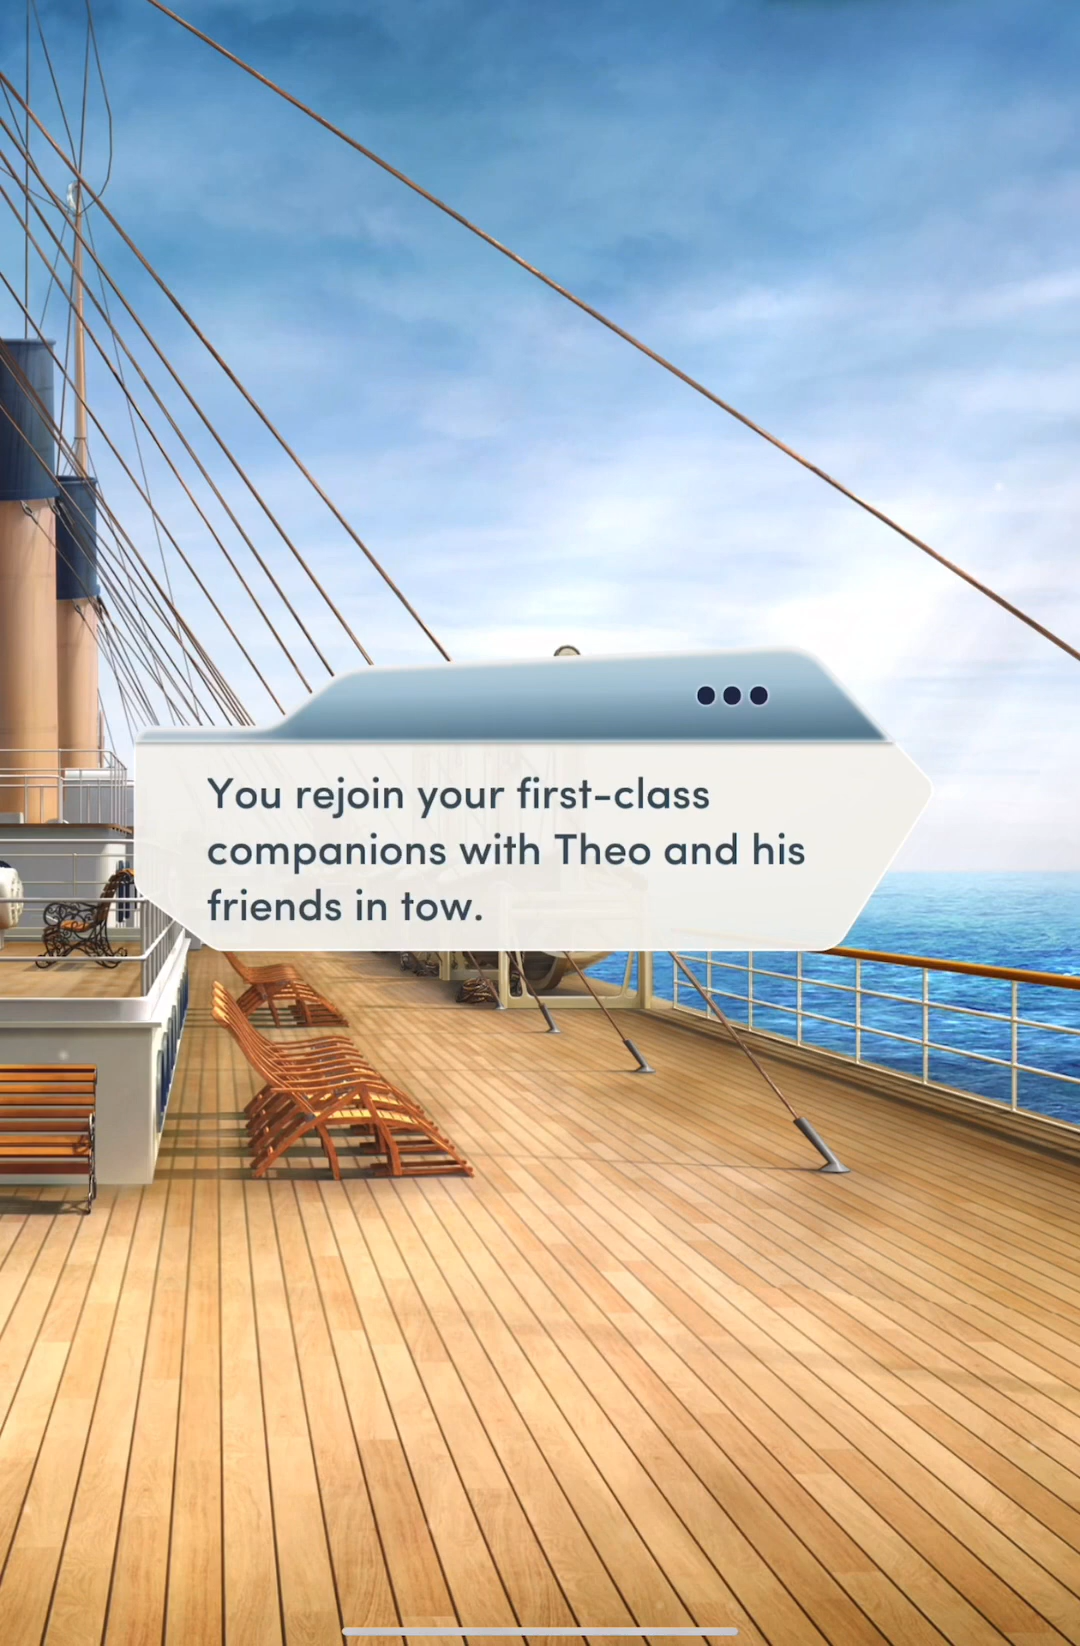 You rejoin your first-class
companions with Theo and his
friends in tow.